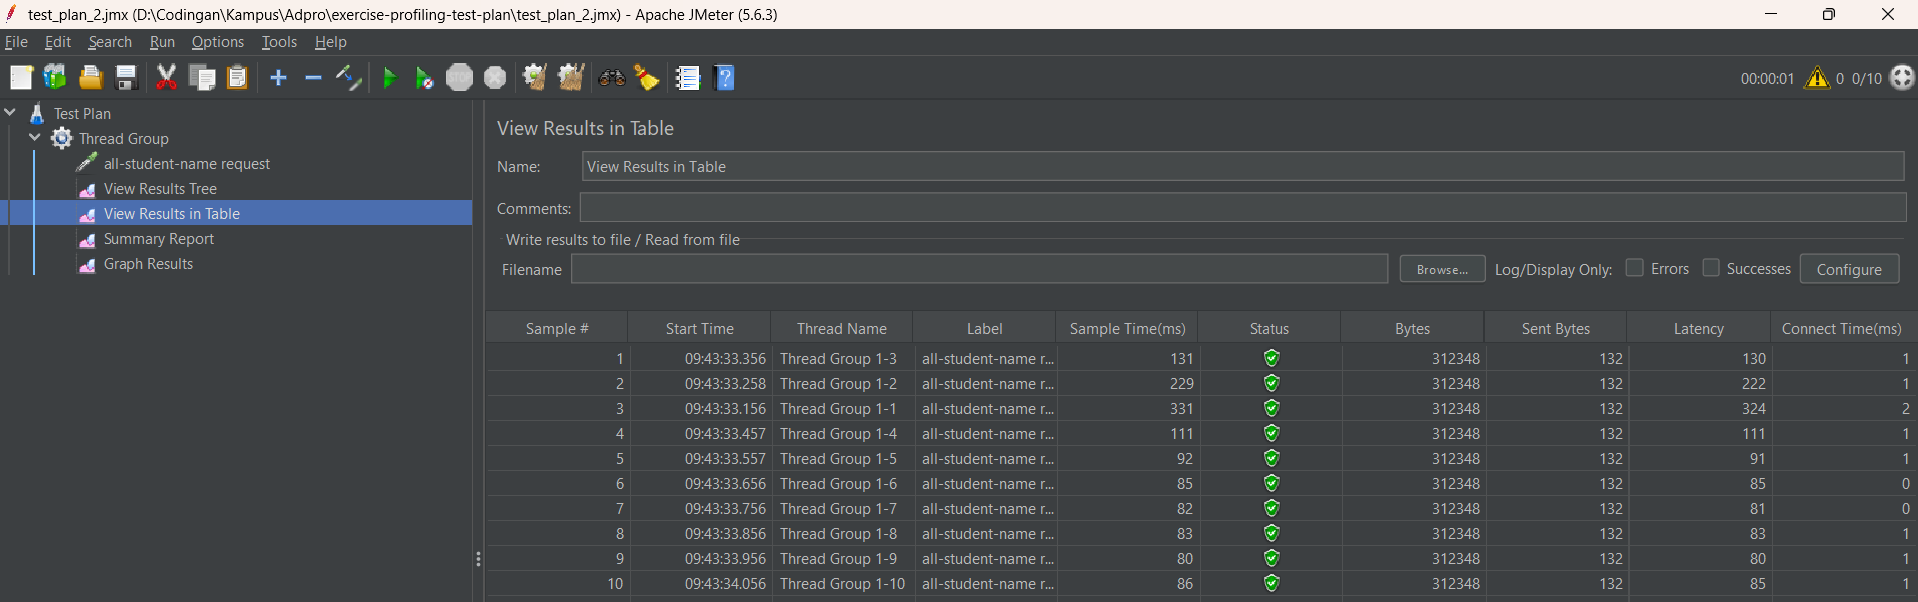 test_plan_2.jmx (D:\Codingan\Kampus\Adpro\exercise-profiling-test-plan\test_plan_2.jmx) - Apache JMeter (5.6.3)
File Edit Search Run Options Tools Help
STOP
?
00:00:01 0 0/10
Test Plan
Thread Group
all-student-name request
View Results Tree
View Results in Table
Summary Report
Graph Results
View Results in Table
Name: View Results in Table
Comments:
Write results to file / Read from file
Filename Browse... Log/Display Only: Errors Successes Configure
Sample # Start Time Thread Name Label Sample Time(ms) Status Bytes Sent Bytes Latency Connect Time(ms)
1 09:43:33.356 Thread Group 1-3 all-student-name r... 131 312348 132 130 1
2 09:43:33.258 Thread Group 1-2 all-student-name r... 229 312348 132 222 1
3 09:43:33.156 Thread Group 1-1 all-student-name r... 331 312348 132 324 2
4 09:43:33.457 Thread Group 1-4 all-student-name r... 111 312348 132 111 1
5 09:43:33.557 Thread Group 1-5 all-student-name r... 92 312348 132 91 1
6 09:43:33.656 Thread Group 1-6 all-student-name r... 85 312348 132 85 0
7 09:43:33.756 Thread Group 1-7 all-student-name r... 82 312348 132 81 0
8 09:43:33.856 Thread Group 1-8 all-student-name r... 83 312348 132 83 1
9 09:43:33.956 Thread Group 1-9 all-student-name r... 80 312348 132 80 1
10 09:43:34.056 Thread Group 1-10 all-student-name r... 86 312348 132 85 1